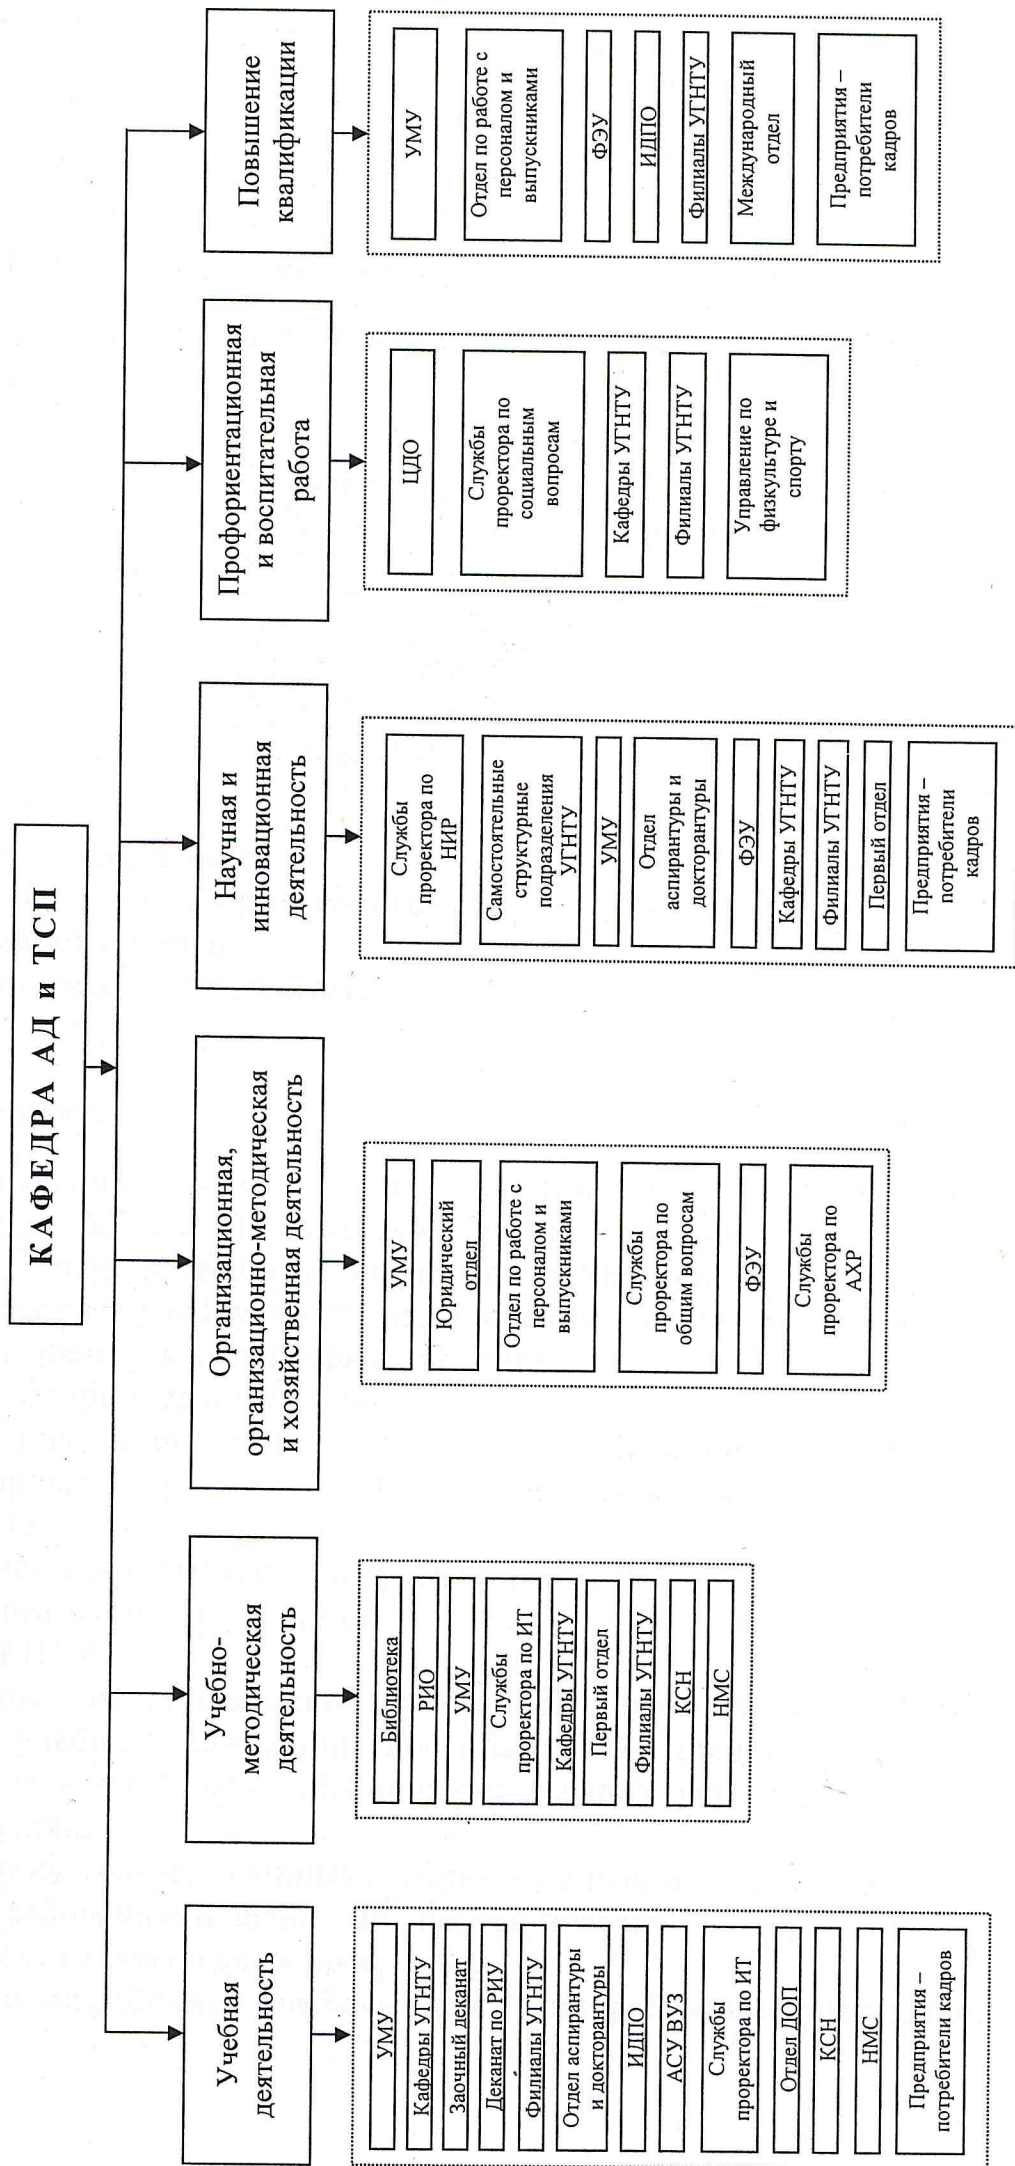 КАФЕДРА АД и ТСП
Учебная
деятельность
УМУ
Кафедры УГНТУ
Заочный деканат
Деканат по РИУ
Филиалы УГНТУ
Отдел аспирантуры
и докторантуры
ИДПО
АСУ ВУЗ
Службы
проректора по ИТ
Отдел ДОП
КСН
НМС
Предприятия –
потребители кадров
Учебно-
методическая
деятельность
Библиотека
РИО
УМУ
Службы
проректора по ИТ
Кафедры УГНТУ
Первый отдел
Филиалы УГНТУ
КСН
НМС
Организационная,
организационно-методическая
и хозяйственная деятельность
УМУ
Юридический
отдел
Отдел по работе с
персоналом и
выпускниками
Службы
проректора по
общим вопросам
ФЭУ
Службы
проректора по
АХР
Научная и
инновационная
деятельность
Службы
проректора по
НИР
Самостоятельные
структурные
подразделения
УГНТУ
УМУ
Отдел
аспирантуры и
докторантуры
ФЭУ
Кафедры УГНТУ
Филиалы УГНТУ
Первый отдел
Предприятия –
потребители
кадров
Профориентационная
и воспитательная
работа
ЦДО
Службы
проректора по
социальным
вопросам
Кафедры УГНТУ
Филиалы УГНТУ
Управление по
физкультуре и
спорту
Повышение
квалификации
УМУ
Отдел по работе с
персоналом и
выпускниками
ФЭУ
ИДПО
Филиалы УГНТУ
Международный
отдел
Предприятия –
потребители
кадров